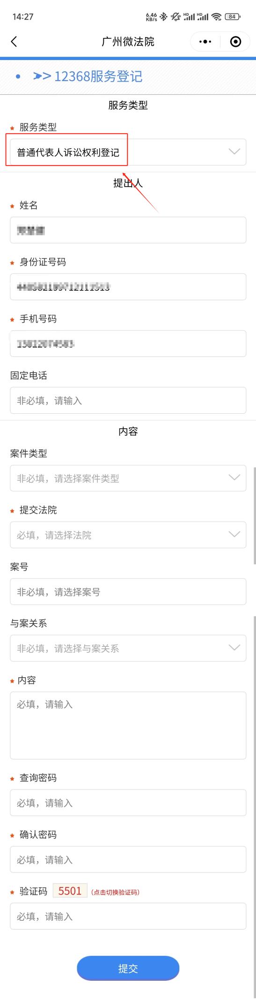 14:27
6.46 KB/s HD HD 84
广州微法院
>> 12368服务登记
服务类型
服务类型
普通代表人诉讼权利登记
提出人
姓名
身份证号码
手机号码
固定电话
非必填，请输入
内容
案件类型
非必填，请选择案件类型
提交法院
必填，请选择法院
案号
非必填，请选择案号
与案关系
非必填，请选择与案关系
内容
必填，请输入
查询密码
必填，请输入
确认密码
必填，请输入
验证码 5501 (点击切换验证码)
必填，请输入
提交